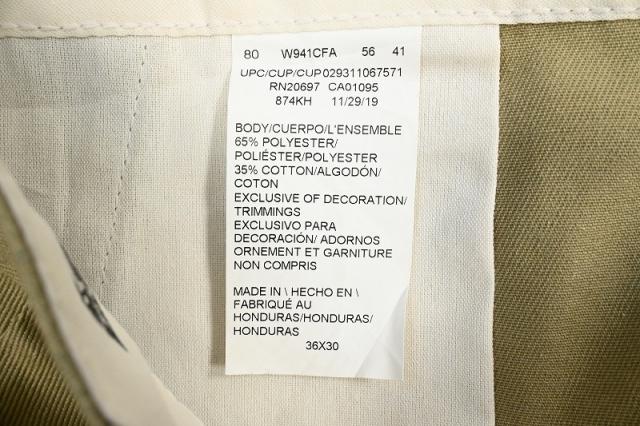 80 W941CFA 56 41
UPC/CUP/CUP029311067571
RN20697 CA01095
874KH 11/29/19
BODY/CUERPO/L'ENSEMBLE
65% POLYESTER/
POLIÉSTER/POLYESTER
35% COTTON/ALGODÓN/
COTON
EXCLUSIVE OF DECORATION/
TRIMMINGS
EXCLUSIVO PARA
DECORACIÓN/ ADORNOS
ORNEMENT ET GARNITURE
NON COMPRIS
MADE IN \ HECHO EN \
FABRIQUÉ AU
HONDURAS/HONDURAS/
HONDURAS
36X30